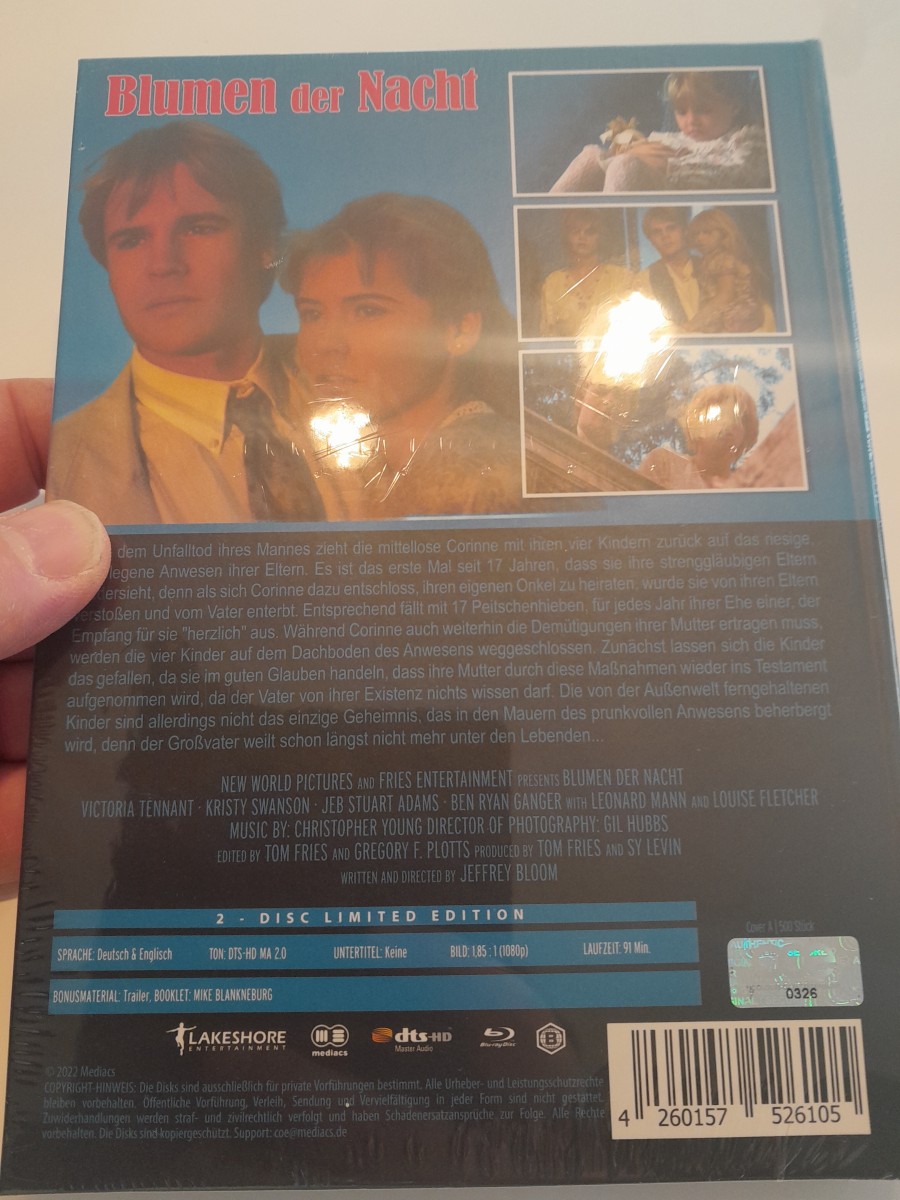 Blumen der Nacht
dem Unfalltod ihres Mannes zieht die mittellose Corinne mit ihren vier Kindern zurück auf das riesige,
legene Anwesen ihrer Eltern. Es ist das erste Mal seit 17 Jahren, dass sie ihre strenggläubigen Eltern
ersieht, denn als sich Corinne dazu entschloss, ihren eigenen Onkel zu heiraten, wurde sie von ihren Eltern
verstoßen und vom Vater enterbt. Entsprechend fällt mit 17 Peitschenhieben, für jedes Jahr ihrer Ehe einer, der
Empfang für sie "herzlich" aus. Während Corinne auch weiterhin die Demütigungen ihrer Mutter ertragen muss,
werden die vier Kinder auf dem Dachboden des Anwesens weggeschlossen. Zunächst lassen sich die Kinder
das gefallen, da sie im guten Glauben handeln, dass ihre Mutter durch diese Maßnahmen wieder ins Testament
aufgenommen wird, da der Vater von ihrer Existenz nichts wissen darf. Die von der Außenwelt ferngehaltenen
Kinder sind allerdings nicht das einzige Geheimnis, das in den Mauern des prunkvollen Anwesens beherbergt
wird, denn der Großvater weilt schon längst nicht mehr unter den Lebenden...
NEW WORLD PICTURES AND FRIES ENTERTAINMENT PRESENTS BLUMEN DER NACHT
VICTORIA TENNANT · KRISTY SWANSON · JEB STUART ADAMS · BEN RYAN GANGER WITH LEONARD MANN AND LOUISE FLETCHER
MUSIC BY: CHRISTOPHER YOUNG DIRECTOR OF PHOTOGRAPHY: GIL HUBBS
EDITED BY TOM FRIES AND GREGORY F. PLOTTS PRODUCED BY TOM FRIES AND SY LEVIN
WRITTEN AND DIRECTED BY JEFFREY BLOOM
2 - DISC LIMITED EDITION
Cover A | 500 Stück
SPRACHE: Deutsch & Englisch TON: DTS-HD MA 2.0 UNTERTITEL: Keine BILD: 1,85 : 1 (1080p) LAUFZEIT: 91 Min.
BONUSMATERIAL: Trailer, BOOKLET: MIKE BLANKNEBURG
0326
LAKESHORE
ENTERTAINMENT
mediacs
dts-HD
Master Audio
Blu-ray Disc
© 2022 Mediacs
COPYRIGHT-HINWEIS: Die Disks sind ausschließlich für private Vorführungen bestimmt. Alle Urheber- und Leistungsschutzrechte
bleiben vorbehalten. Öffentliche Vorführung, Verleih, Sendung und Vervielfältigung in jeder Form sind nicht gestattet.
Zuwiderhandlungen werden straf- und zivilrechtlich verfolgt und haben Schadenersatzansprüche zur Folge. Alle Rechte
vorbehalten. Die Disks sind kopiergeschützt. Support: coe@mediacs.de
4 260157 526105